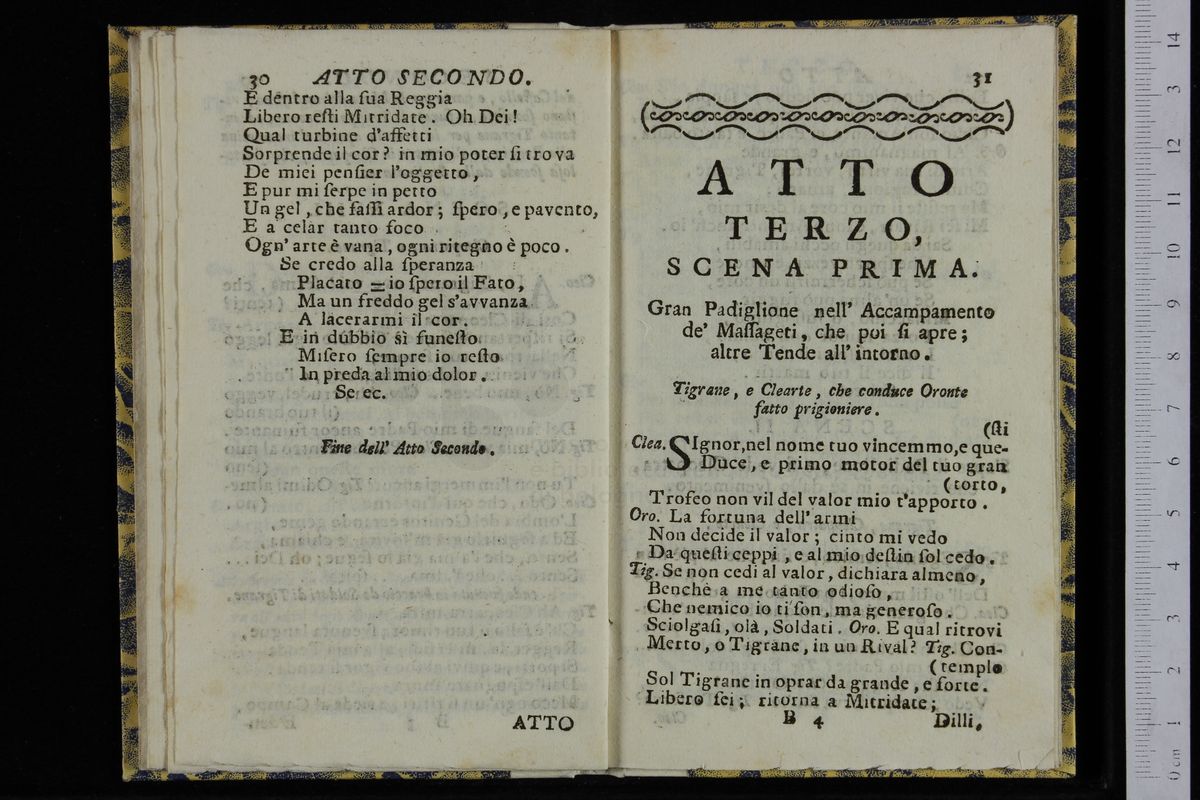 30 ATTO SECONDO.
E dentro alla ſua Reggia
Libero reſti Mitridate. Oh Dei!
Qual turbine d'affetti
Sorprende il cor? in mio poter ſi trova
De miei penſier l'oggetto,
E pur mi ſerpe in petto
Un gel, che faſſi ardor; ſpero, e pavento,
E a celar tanto foco
Ogn' arte è vana, ogni ritegno è poco.
Se credo alla ſperanza
Placato = io ſpero il Fato,
Ma un freddo gel s'avvanza
A lacerarmi il cor.
E in dubbio sì funeſto
Miſero ſempre io reſto
In preda al mio dolor.
Se ec.
Fine dell' Atto Secondo.
ATTO
31
ATTO
TERZO,
SCENA PRIMA.
Gran Padiglione nell' Accampamento
de' Maſſageti, che poi ſi apre;
altre Tende all' intorno.
Tigrane, e Clearte, che conduce Oronte
fatto prigioniere.
(ſti
Clea. SIgnor, nel nome tuo vincemmo, e que-
Duce, e primo motor del tuo gran
(torto,
Trofeo non vil del valor mio t'apporto.
Oro. La fortuna dell' armi
Non decide il valor; cinto mi vedo
Da queſti ceppi, e al mio deſtin ſol cedo.
Tig. Se non cedi al valor, dichiara almeno,
Benchè a me tanto odioſo,
Che nemico io ti ſon, ma generoſo.
Sciolgaſi, olà, Soldati. Oro. E qual ritrovi
Merto, o Tigrane, in un Rival? Tig. Con-
(templo
Sol Tigrane in oprar da grande, e forte.
Libero ſei; ritorna a Mitridate;
B 4 Dilli,